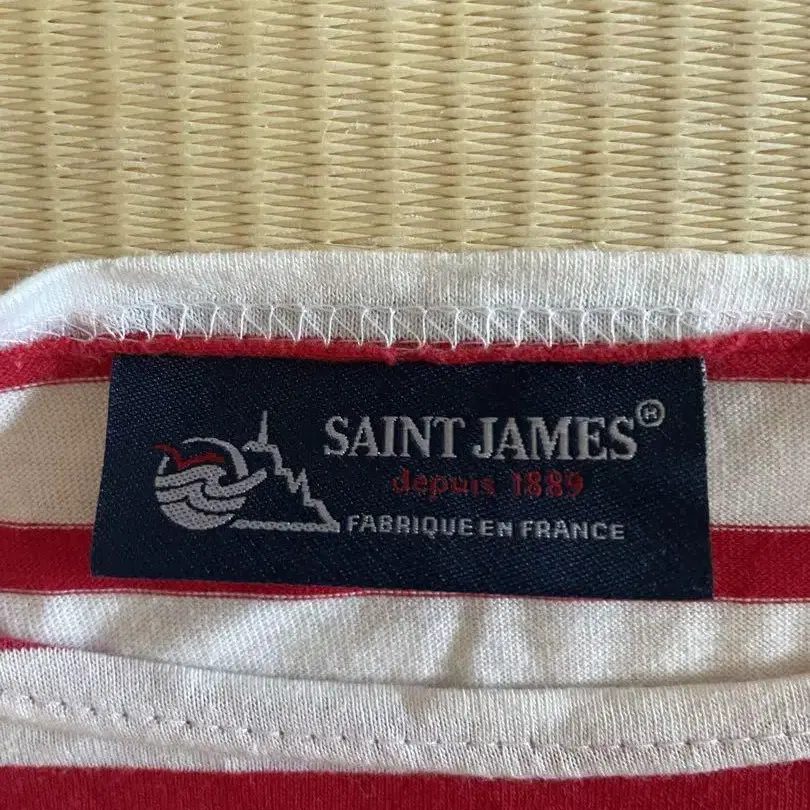 SAINT JAMES®
depuis 1889
FABRIQUE EN FRANCE